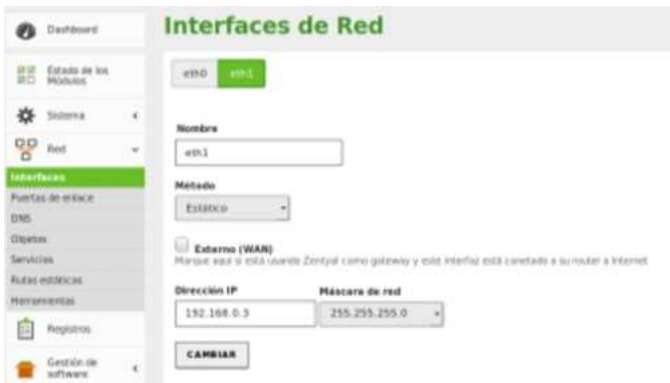 Interfaces de Red
Dashboard
Estado de los
Módulos
Sistema
Red
Interfaces
Puertas de enlace
DNS
Objetos
Servicios
Rutas estáticas
Herramientas
Registros
Gestión de
software
eth0 eth1
Nombre
eth1
Método
Estático
Externo (WAN)
Marque aquí si está usando Zentyal como gateway y este interfaz está conetado a su router a Internet
Dirección IP Máscara de red
192.168.0.3 255.255.255.0
CAMBIAR